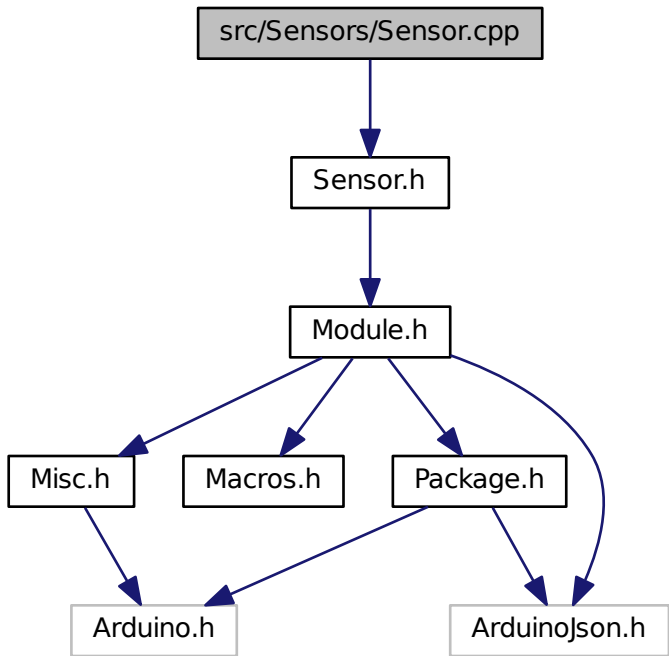 src/Sensors/Sensor.cpp
Sensor.h
Module.h
Misc.h
Macros.h
Package.h
Arduino.h
ArduinoJson.h